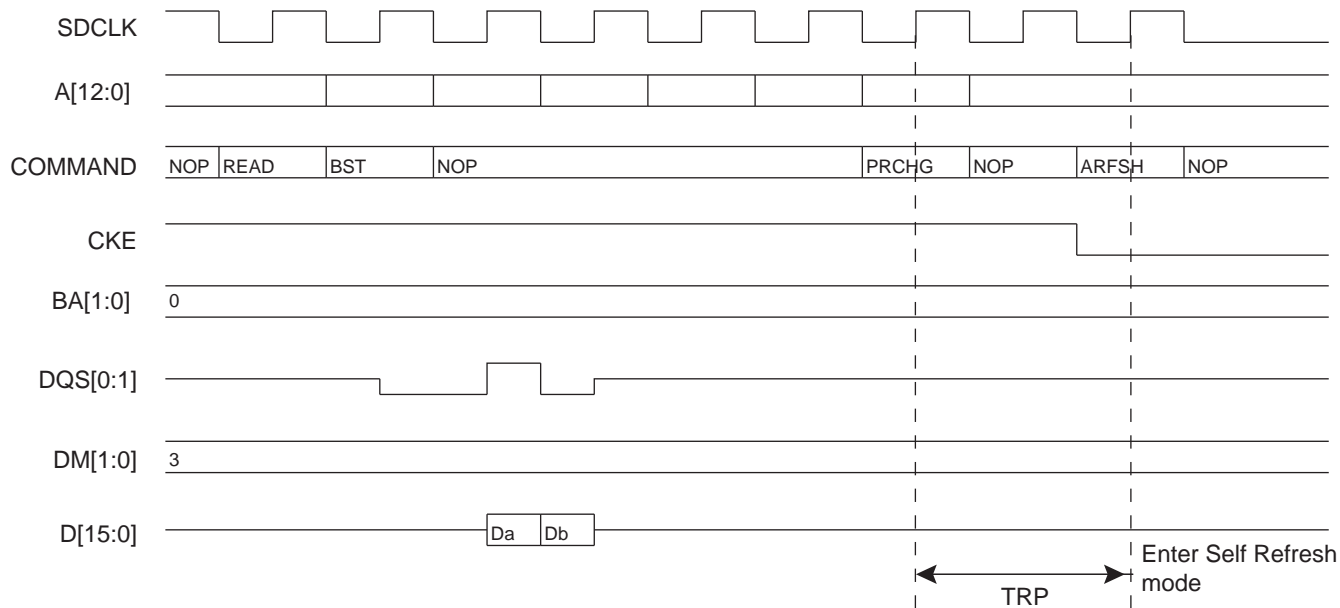 SDCLK
A[12:0]
COMMAND NOP READ BST NOP PRCHG NOP ARFSH NOP
CKE
BA[1:0] 0
DQS[0:1]
DM[1:0] 3
D[15:0] Da Db
Enter Self Refresh
mode
TRP